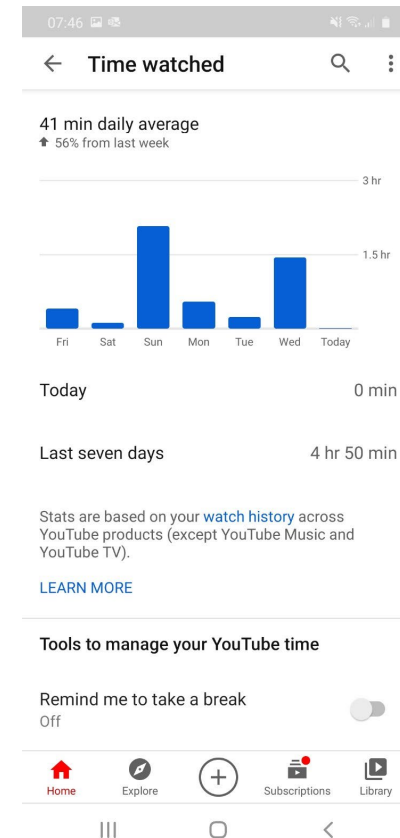 07:46
Time watched
41 min daily average
56% from last week
3 hr
1.5 hr
Fri Sat Sun Mon Tue Wed Today
Today 0 min
Last seven days 4 hr 50 min
Stats are based on your watch history across
YouTube products (except YouTube Music and
YouTube TV).
LEARN MORE
Tools to manage your YouTube time
Remind me to take a break
Off
Home Explore Subscriptions Library